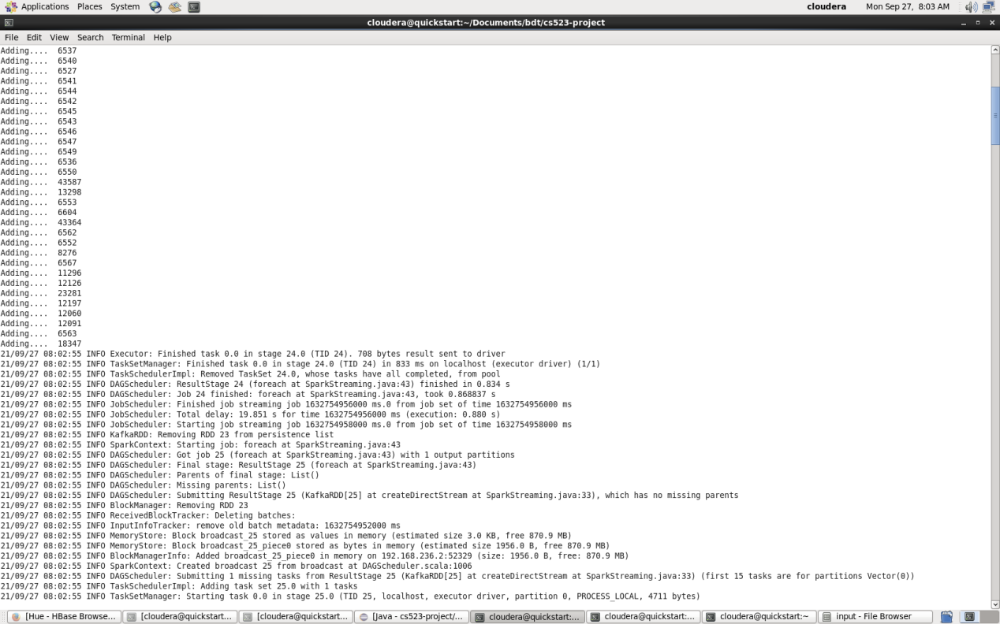 Applications Places System cloudera Mon Sep 27, 8:03 AM
cloudera@quickstart:~/Documents/bdt/cs523-project
File Edit View Search Terminal Help
Adding.... 6537
Adding.... 6540
Adding.... 6527
Adding.... 6541
Adding.... 6544
Adding.... 6542
Adding.... 6545
Adding.... 6543
Adding.... 6546
Adding.... 6547
Adding.... 6549
Adding.... 6536
Adding.... 6550
Adding.... 43587
Adding.... 13298
Adding.... 6553
Adding.... 6604
Adding.... 43364
Adding.... 6562
Adding.... 6552
Adding.... 8276
Adding.... 6567
Adding.... 11296
Adding.... 12126
Adding.... 23281
Adding.... 12197
Adding.... 12060
Adding.... 12091
Adding.... 6563
Adding.... 18347
21/09/27 08:02:55 INFO Executor: Finished task 0.0 in stage 24.0 (TID 24). 708 bytes result sent to driver
21/09/27 08:02:55 INFO TaskSetManager: Finished task 0.0 in stage 24.0 (TID 24) in 833 ms on localhost (executor driver) (1/1)
21/09/27 08:02:55 INFO TaskSchedulerImpl: Removed TaskSet 24.0, whose tasks have all completed, from pool
21/09/27 08:02:55 INFO DAGScheduler: ResultStage 24 (foreach at SparkStreaming.java:43) finished in 0.834 s
21/09/27 08:02:55 INFO DAGScheduler: Job 24 finished: foreach at SparkStreaming.java:43, took 0.868837 s
21/09/27 08:02:55 INFO JobScheduler: Finished job streaming job 1632754956000 ms.0 from job set of time 1632754956000 ms
21/09/27 08:02:55 INFO JobScheduler: Total delay: 19.851 s for time 1632754956000 ms (execution: 0.880 s)
21/09/27 08:02:55 INFO JobScheduler: Starting job streaming job 1632754958000 ms.0 from job set of time 1632754958000 ms
21/09/27 08:02:55 INFO KafkaRDD: Removing RDD 23 from persistence list
21/09/27 08:02:55 INFO SparkContext: Starting job: foreach at SparkStreaming.java:43
21/09/27 08:02:55 INFO DAGScheduler: Got job 25 (foreach at SparkStreaming.java:43) with 1 output partitions
21/09/27 08:02:55 INFO DAGScheduler: Final stage: ResultStage 25 (foreach at SparkStreaming.java:43)
21/09/27 08:02:55 INFO DAGScheduler: Parents of final stage: List()
21/09/27 08:02:55 INFO DAGScheduler: Missing parents: List()
21/09/27 08:02:55 INFO DAGScheduler: Submitting ResultStage 25 (KafkaRDD[25] at createDirectStream at SparkStreaming.java:33), which has no missing parents
21/09/27 08:02:55 INFO BlockManager: Removing RDD 23
21/09/27 08:02:55 INFO ReceivedBlockTracker: Deleting batches:
21/09/27 08:02:55 INFO InputInfoTracker: remove old batch metadata: 1632754952000 ms
21/09/27 08:02:55 INFO MemoryStore: Block broadcast_25 stored as values in memory (estimated size 3.0 KB, free 870.9 MB)
21/09/27 08:02:55 INFO MemoryStore: Block broadcast_25_piece0 stored as bytes in memory (estimated size 1956.0 B, free 870.9 MB)
21/09/27 08:02:55 INFO BlockManagerInfo: Added broadcast_25_piece0 in memory on 192.168.236.2:52329 (size: 1956.0 B, free: 870.9 MB)
21/09/27 08:02:55 INFO SparkContext: Created broadcast 25 from broadcast at DAGScheduler.scala:1006
21/09/27 08:02:55 INFO DAGScheduler: Submitting 1 missing tasks from ResultStage 25 (KafkaRDD[25] at createDirectStream at SparkStreaming.java:33) (first 15 tasks are for partitions Vector(0))
21/09/27 08:02:55 INFO TaskSchedulerImpl: Adding task set 25.0 with 1 tasks
21/09/27 08:02:55 INFO TaskSetManager: Starting task 0.0 in stage 25.0 (TID 25, localhost, executor driver, partition 0, PROCESS_LOCAL, 4711 bytes)
[Hue - HBase Browse... [cloudera@quickstart... [cloudera@quickstart... [Java - cs523-project/... cloudera@quickstart:... cloudera@quickstart:... cloudera@quickstart:~ input - File Browser